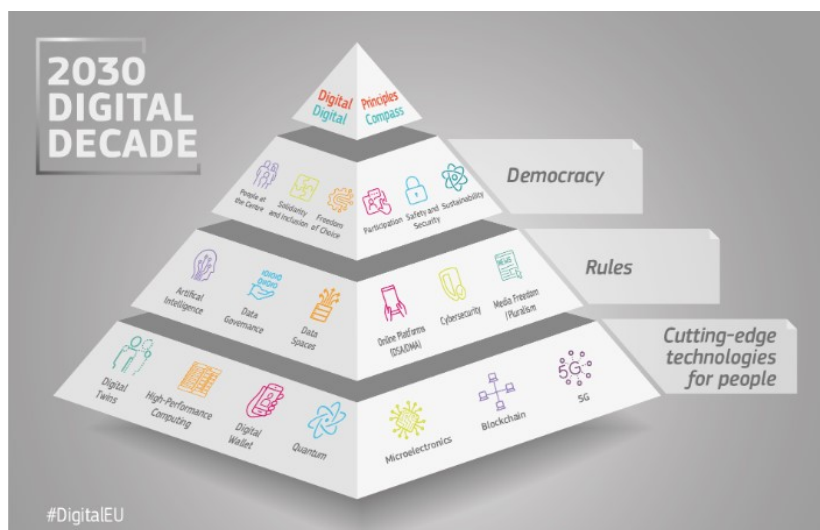 2030
DIGITAL
DECADE
Digital Principles
Digital Compass
People at
the Centre
Solidarity
and Inclusion
Freedom
of Choice
Participation
Safety and
Security
Sustainability
Democracy
Artifical
Intelligence
Data
Governance
Data
Spaces
Online Platforms
(DSA/DMA)
Cybersecurity
NEWS
Media Freedom
/Pluralism
Rules
Digital
Twins
High-Performance
Computing
Digital
Wallet
Quantum
Microelectronics
Blockchain
5G
5G
Cutting-edge
technologies
for people
#DigitalEU